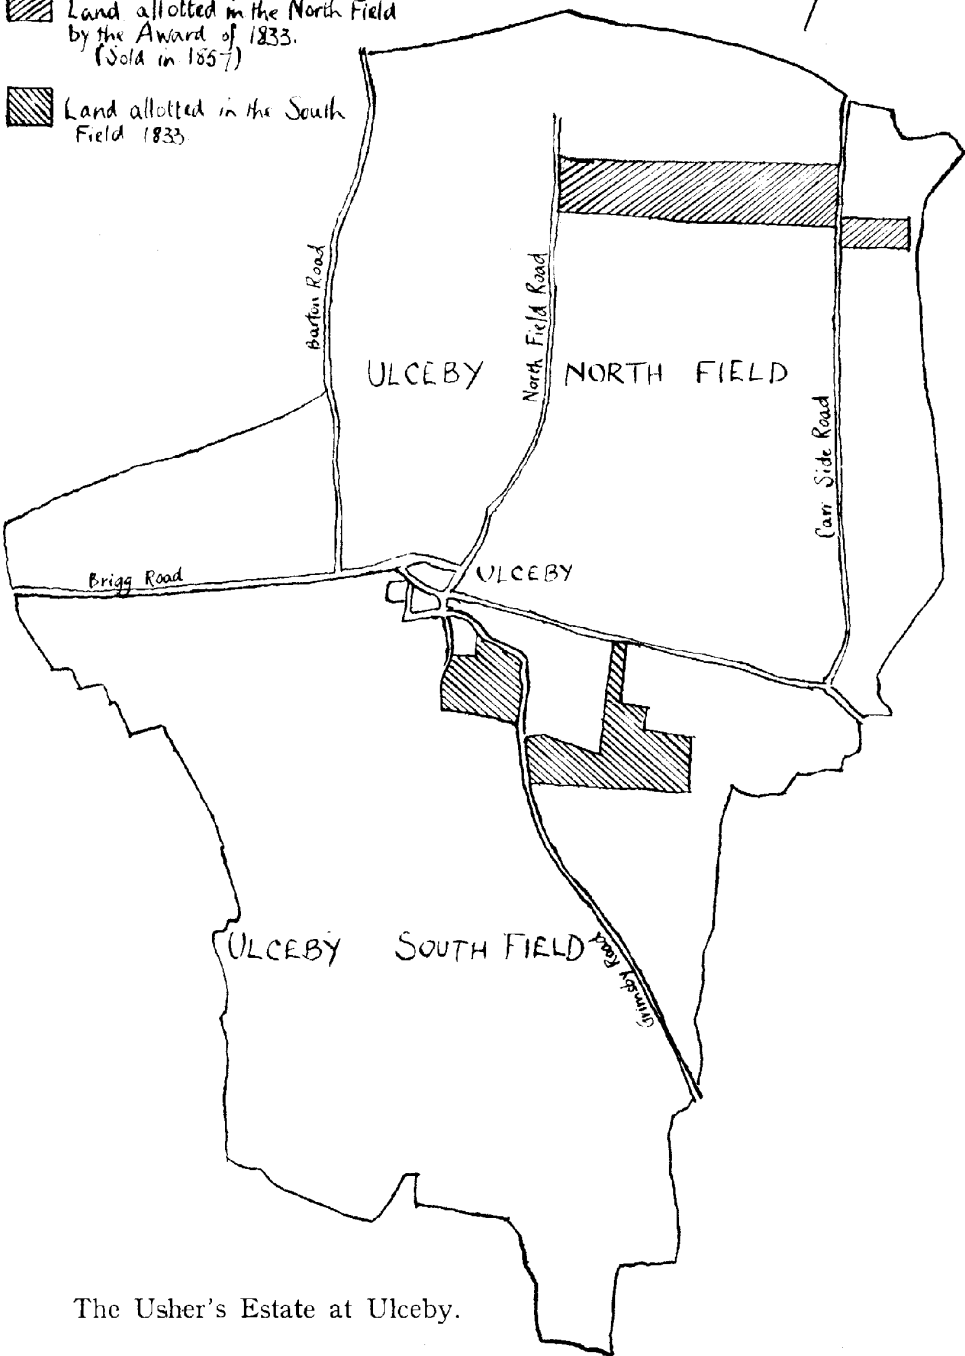 Land allotted in the North Field
by the Award of 1833.
(Sold in 1857)
Land allotted in the South
Field 1833
Barton Road
North Field Road
ULCEBY NORTH FIELD
Carr Side Road
Brigg Road
ULCEBY
ULCEBY SOUTH FIELD
Grimsby Road
The Usher's Estate at Ulceby.